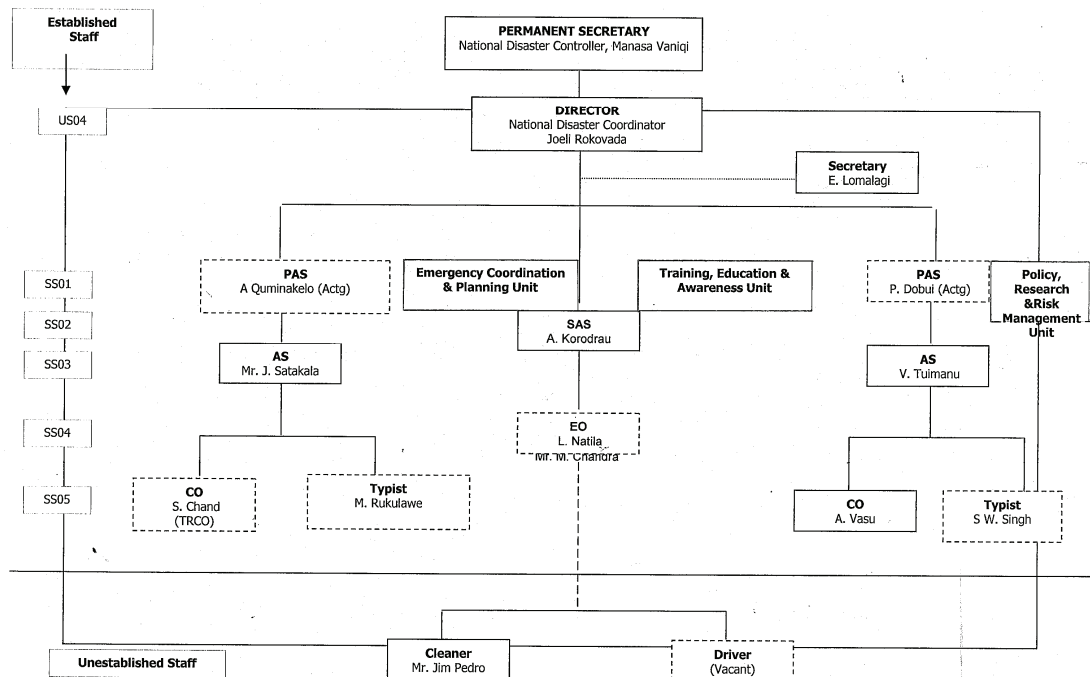 Established
Staff
PERMANENT SECRETARY
National Disaster Controller, Manasa Vaniqi
US04
DIRECTOR
National Disaster Coordinator
Joeli Rokovada
Secretary
E. Lomalagi
SS01
SS02
SS03
SS04
SS05
PAS
A Quminakelo (Actg)
Emergency Coordination
& Planning Unit
Training, Education &
Awareness Unit
PAS
P. Dobui (Actg)
Policy,
Research
&Risk
Management
Unit
SAS
A. Korodrau
AS
Mr. J. Satakala
AS
V. Tuimanu
EO
L. Natila
Mr. M. Chandra
CO
S. Chand
(TRCO)
Typist
M. Rukulawe
CO
A. Vasu
Typist
S W. Singh
Unestablished Staff
Cleaner
Mr. Jim Pedro
Driver
(Vacant)